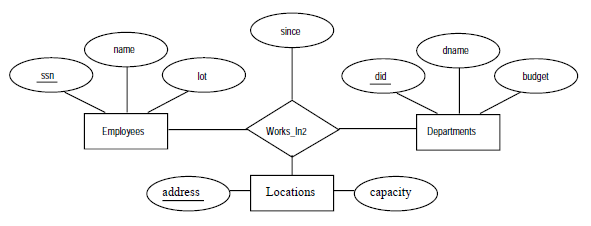 since
name
dname
ssn
lot
did
budget
Employees
Works_In2
Departments
address
Locations
capacity